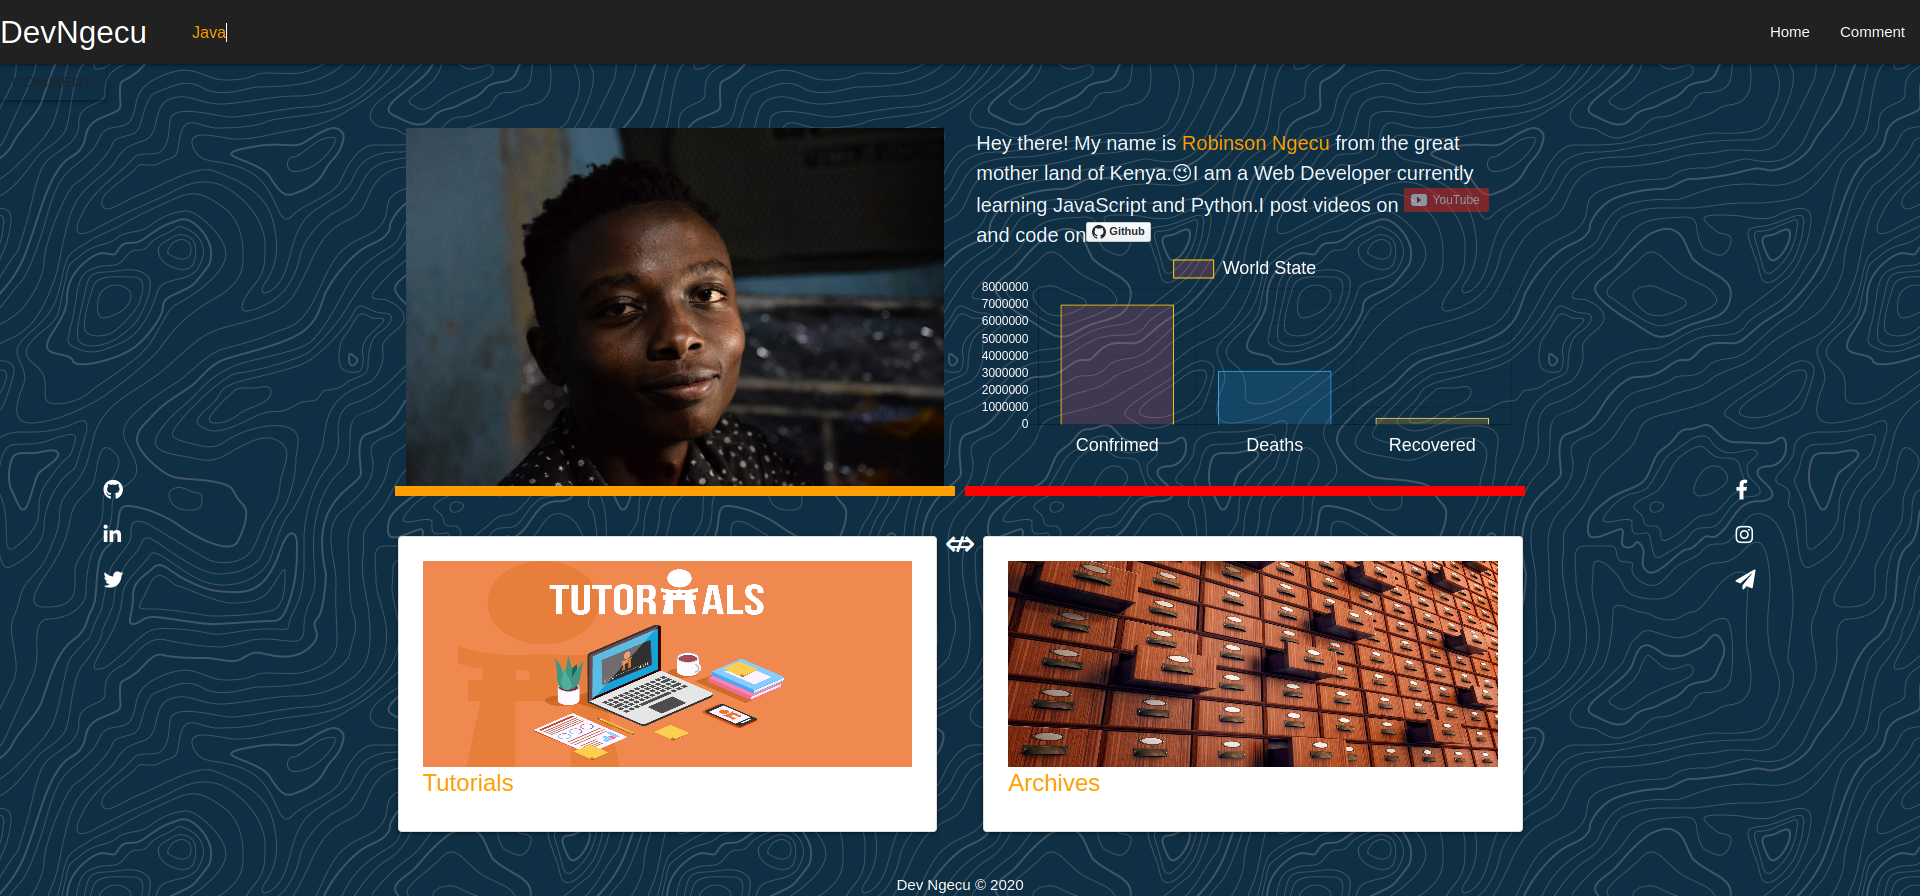 DevNgecu
Java
Home
Comment
Hey there! My name is Robinson Ngecu from the great
mother land of Kenya.😉I am a Web Developer currently
learning JavaScript and Python.I post videos on YouTube
and code on Github
World State
8000000
7000000
6000000
5000000
4000000
3000000
2000000
1000000
0
Confrimed
Deaths
Recovered
TUTORIALS
Tutorials
Archives
Dev Ngecu © 2020